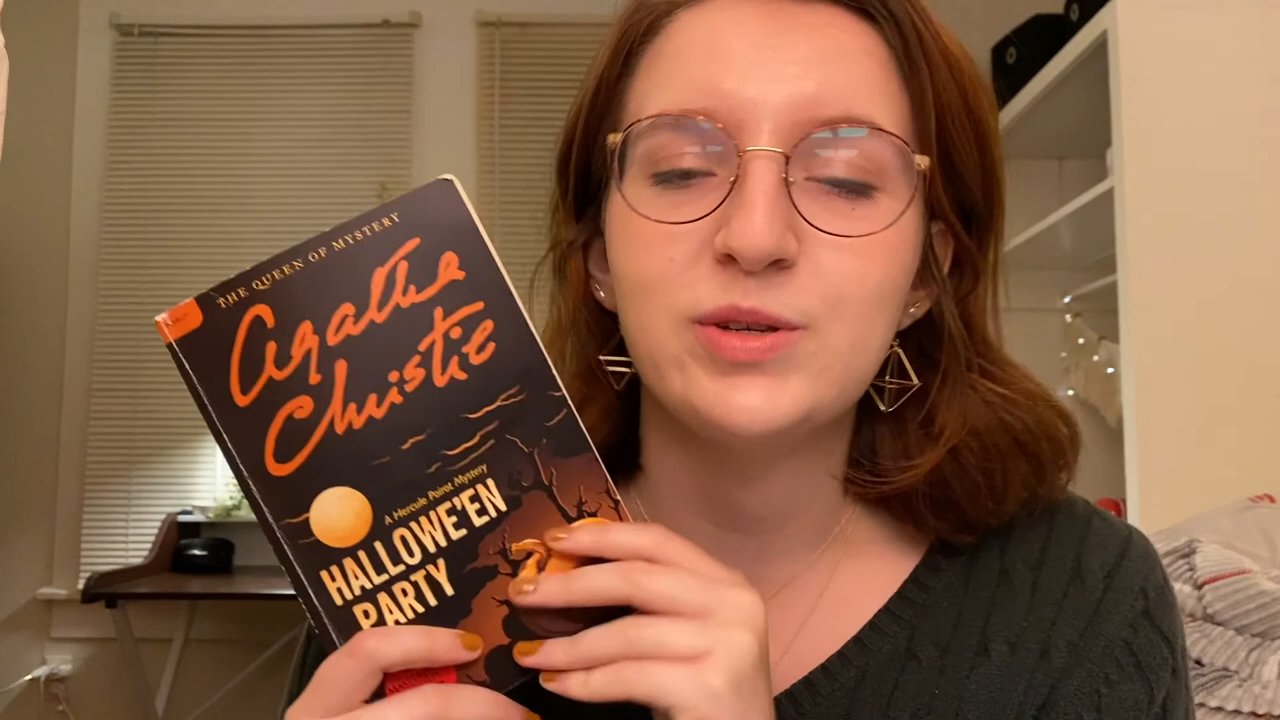 THE QUEEN OF MYSTERY
Agatha
Christie
A Hercule Poirot Mystery
HALLOWE'EN
PARTY